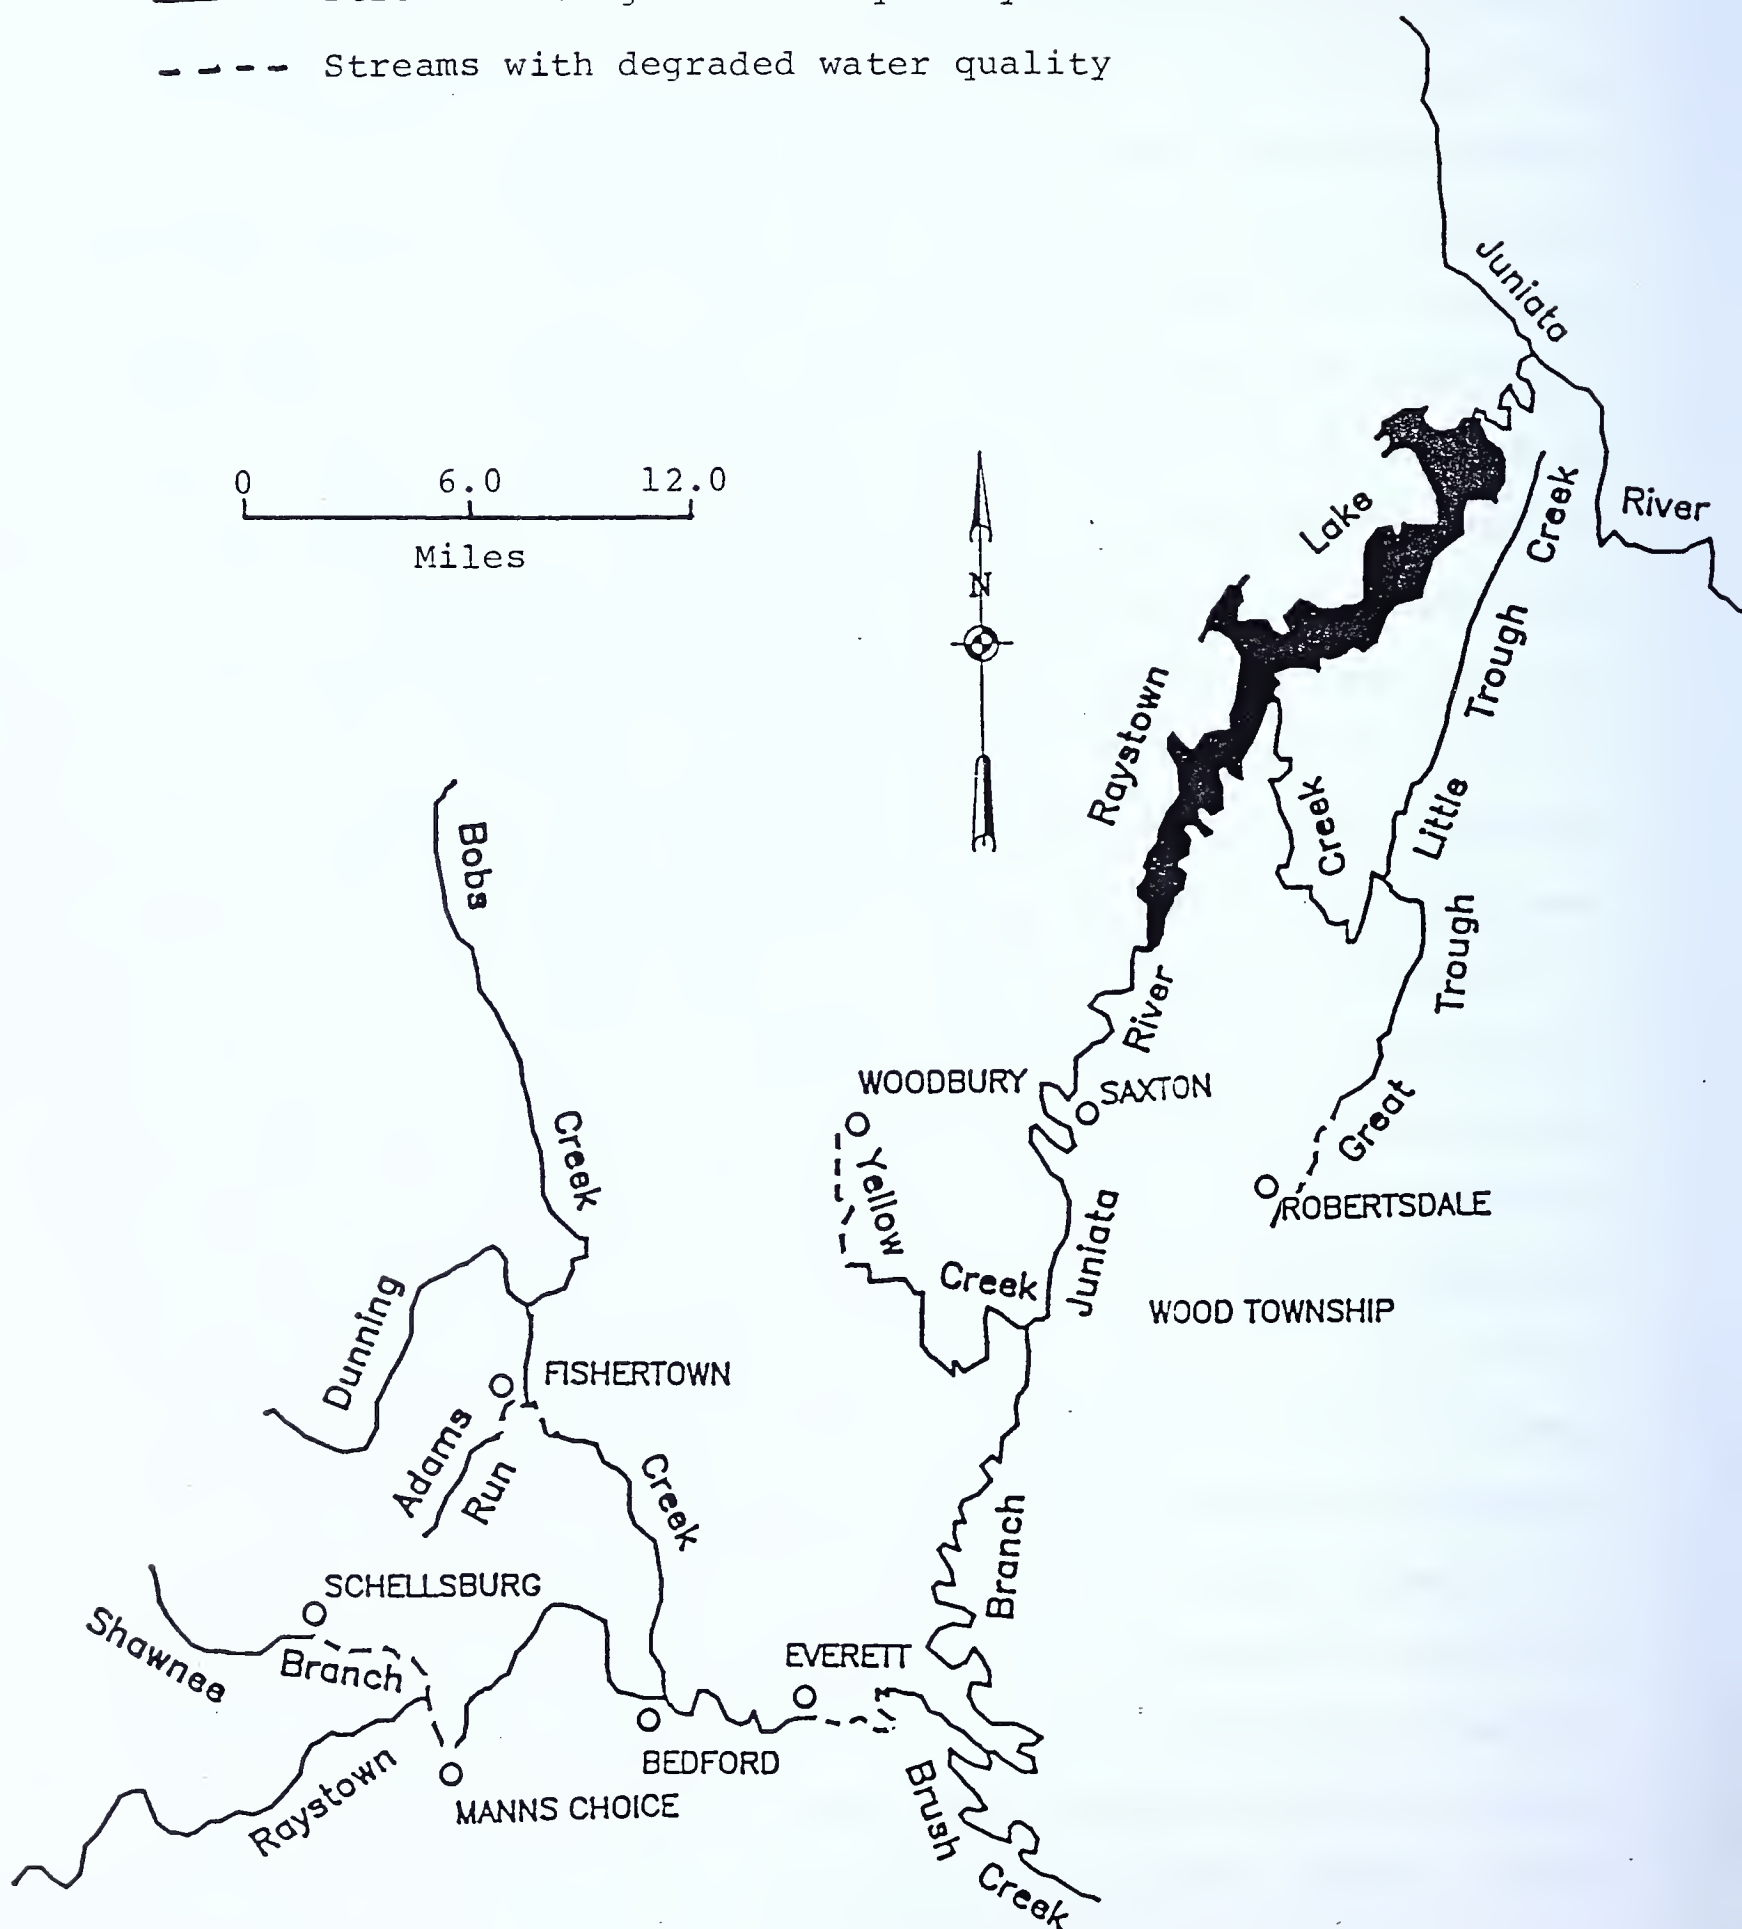 Streams with degraded water quality
Juniata
River
0 6.0 12.0
Miles
N
Raystown Lake
Little Trough Creek
Great Trough Creek
Bobs Creek
River
WOODBURY
SAXTON
Yellow Creek
ROBERTSDALE
Juniata
WOOD TOWNSHIP
Dunning Creek
FISHERTOWN
Adams
Run
Branch
SCHELLSBURG
Shawnee Branch
EVERETT
BEDFORD
Raystown
MANNS CHOICE
Brush Creek